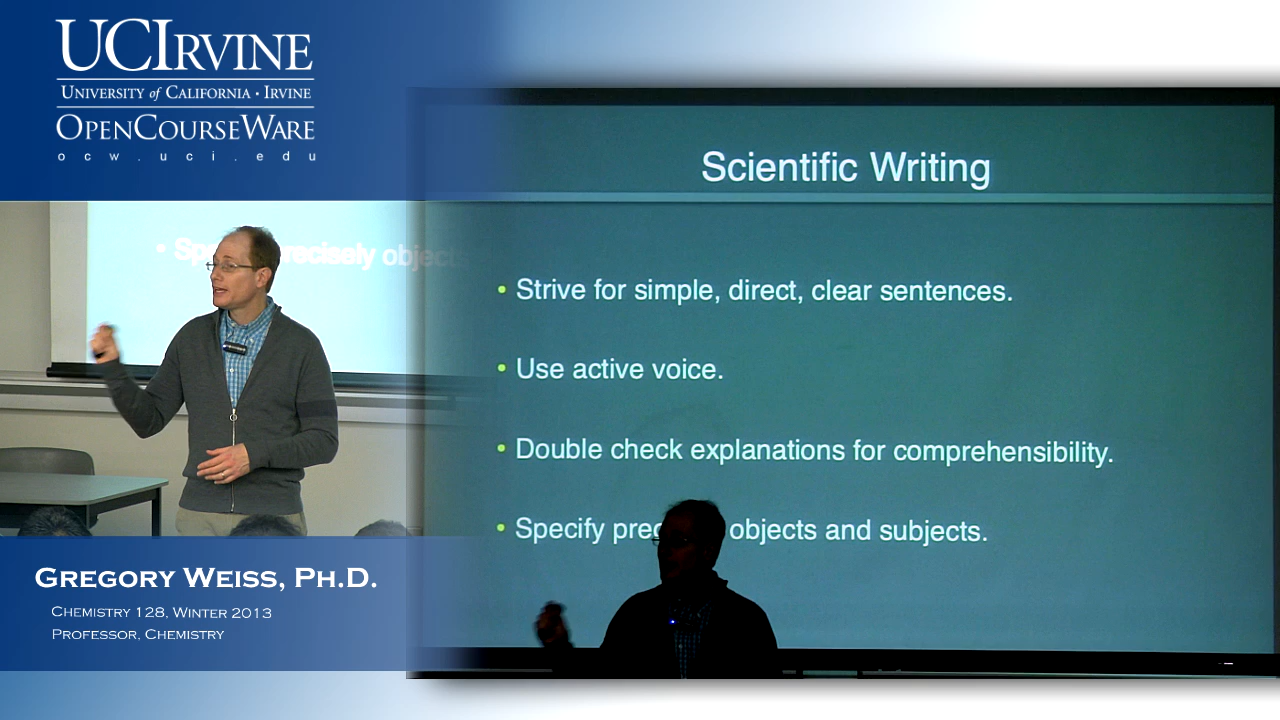 UCIRVINE
UNIVERSITY of CALIFORNIA • IRVINE
OPENCOURSEWARE
ocw.uci.edu
Scientific Writing
• Strive for simple, direct, clear sentences.
• Use active voice.
• Double check explanations for comprehensibility.
• Specify objects and subjects.
• precisely
GREGORY WEISS, PH.D.
CHEMISTRY 128, WINTER 2013
PROFESSOR, CHEMISTRY